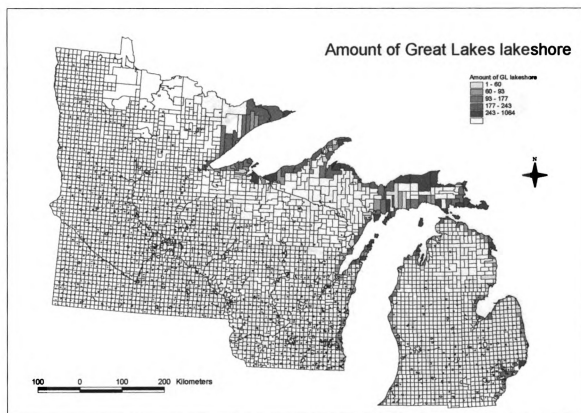 Amount of Great Lakes lakeshore
Amount of GL lakeshore
1 - 60
60 - 93
93 - 177
177 - 243
243 - 1064
N
100 0 100 200 Kilometers